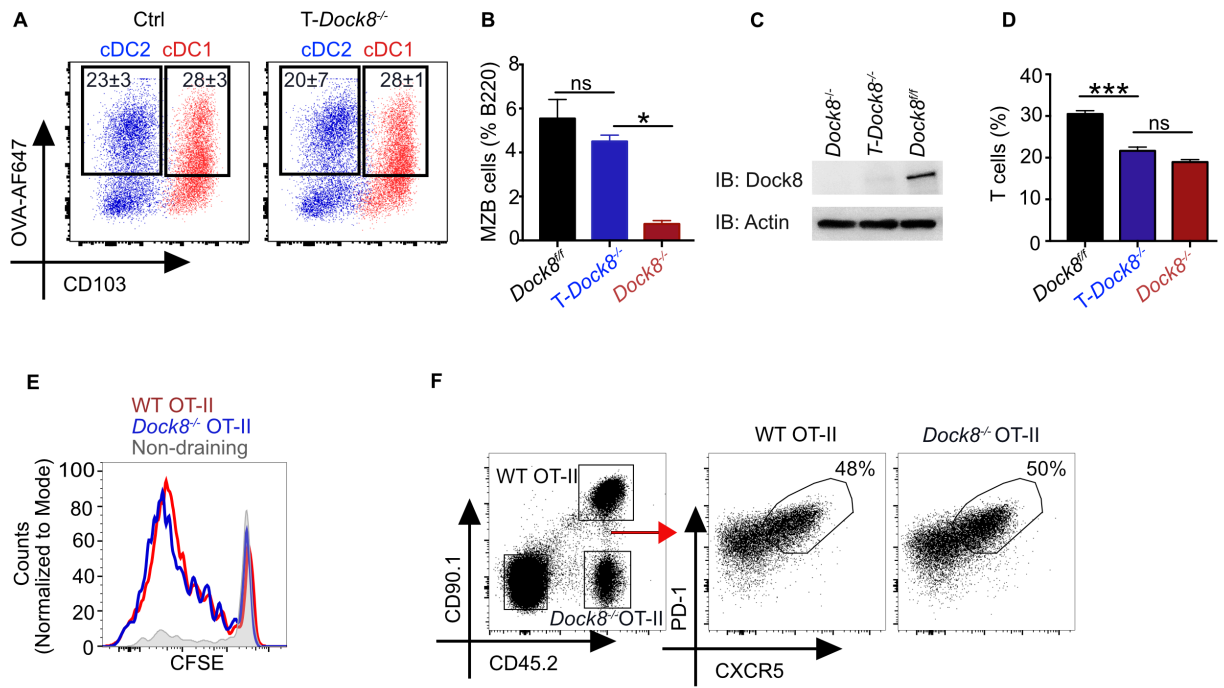 A
Ctrl
T-Dock8-/-
cDC2 cDC1
cDC2 cDC1
23±3
28±3
20±7
28±1
OVA-AF647
CD103
B
MZB cells (% B220)
8
6
4
2
0
ns
*
Dock8f/f
T-Dock8-/-
Dock8-/-
C
Dock8-/-
T-Dock8-/-
Dock8f/f
IB: Dock8
IB: Actin
D
T cells (%)
40
30
20
10
0
***
ns
Dock8f/f
T-Dock8-/-
Dock8-/-
E
WT OT-II
Dock8-/- OT-II
Non-draining
Counts
(Normalized to Mode)
100
80
60
40
20
0
CFSE
F
WT OT-II
Dock8-/-OT-II
CD90.1
CD45.2
WT OT-II
48%
Dock8-/- OT-II
50%
PD-1
CXCR5